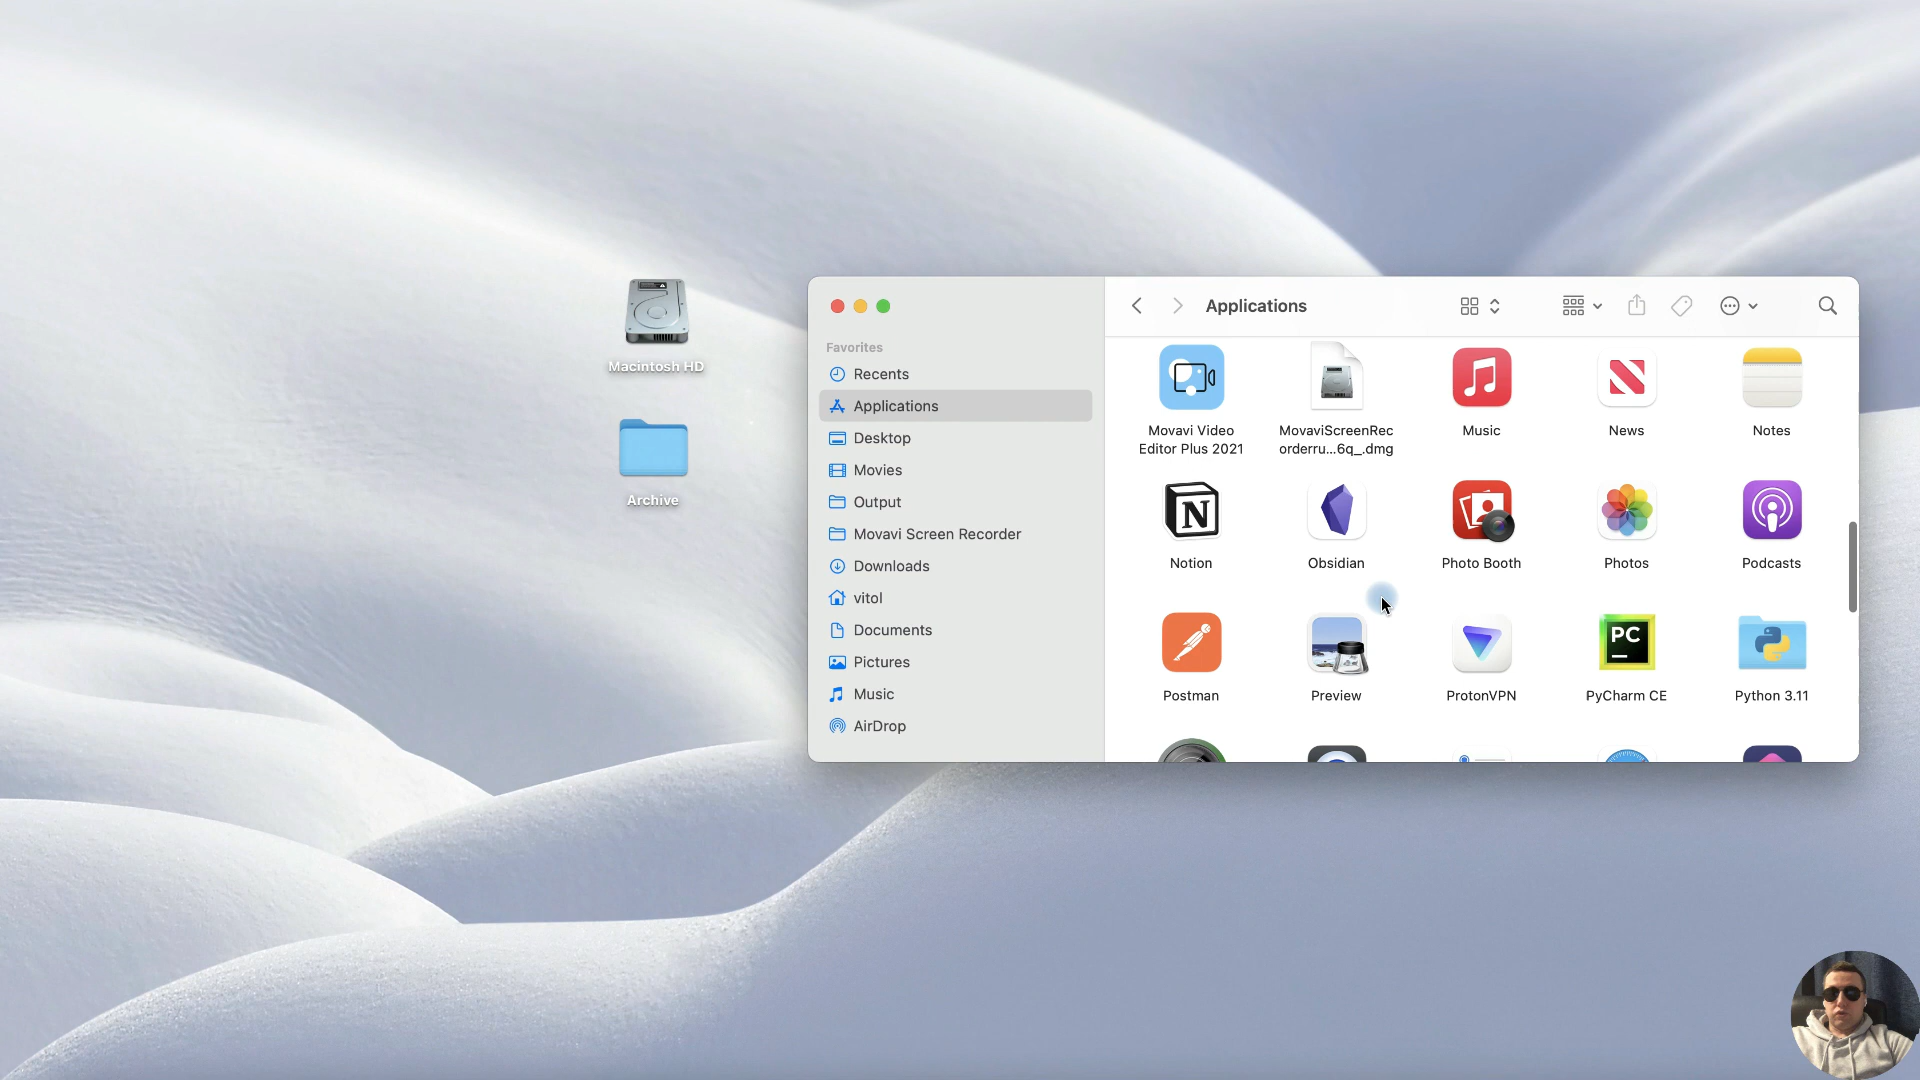 Macintosh HD
Archive
Favorites
Recents
Applications
Desktop
Movies
Output
Movavi Screen Recorder
Downloads
vitol
Documents
Pictures
Music
AirDrop
Applications
Movavi Video
Editor Plus 2021
MovaviScreenRec
orderru...6q_.dmg
Music
News
Notes
N
Notion
Obsidian
Photo Booth
Photos
Podcasts
PC
Postman
Preview
ProtonVPN
PyCharm CE
Python 3.11